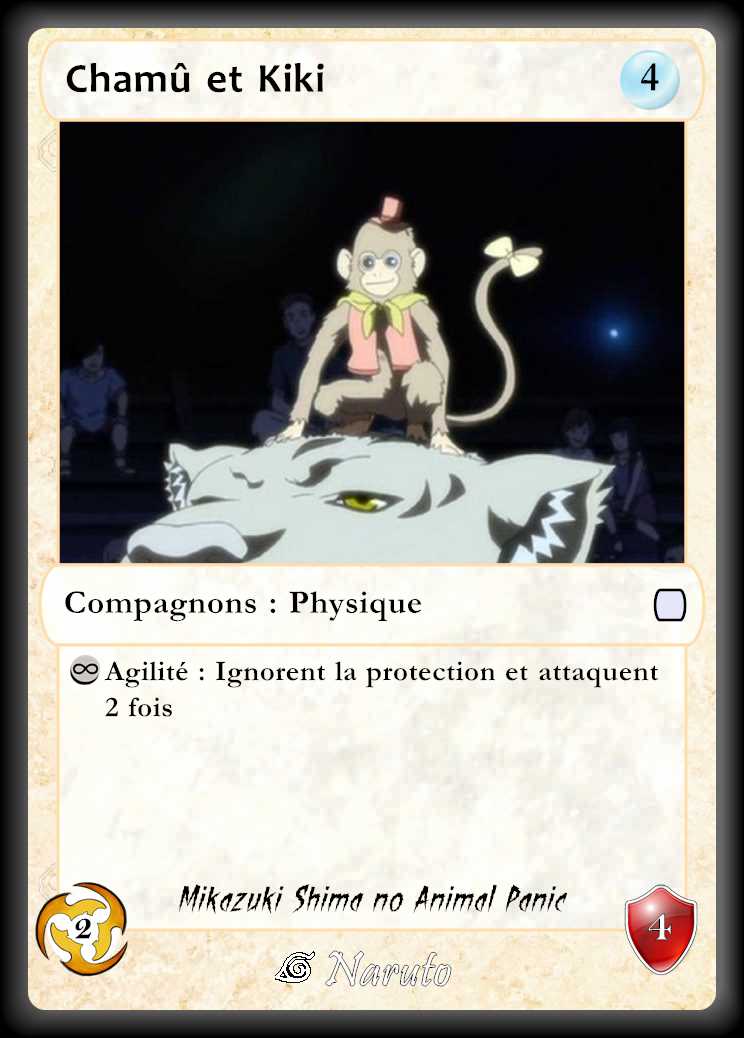 Chamû et Kiki
4
Compagnons : Physique
Agilité : Ignorent la protection et attaquent
2 fois
Mikazuki Shima no Animal Panic
2
4
Naruto